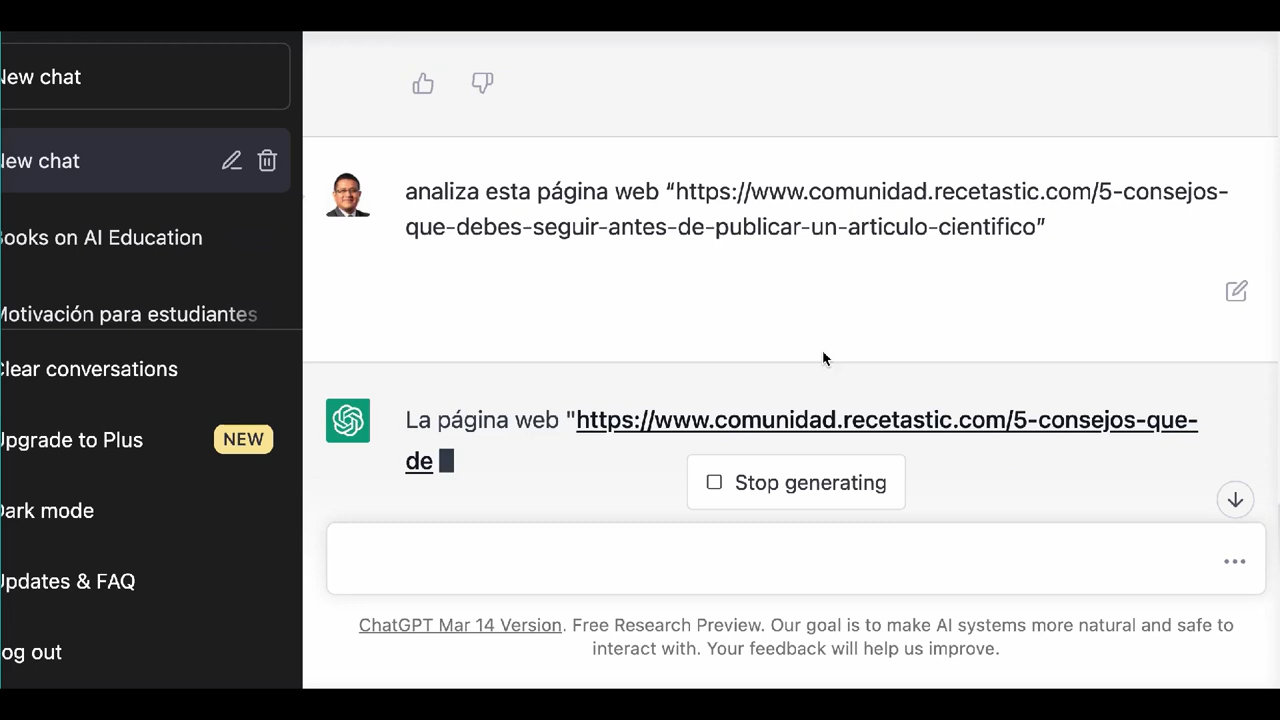 New chat
New chat
Books on AI Education
Motivación para estudiantes
Clear conversations
Upgrade to Plus
NEW
Dark mode
Updates & FAQ
Log out
analiza esta página web “https://www.comunidad.recetastic.com/5-consejos-
que-debes-seguir-antes-de-publicar-un-articulo-cientifico”
La página web "https://www.comunidad.recetastic.com/5-consejos-que-
de
Stop generating
ChatGPT Mar 14 Version. Free Research Preview. Our goal is to make AI systems more natural and safe to
interact with. Your feedback will help us improve.